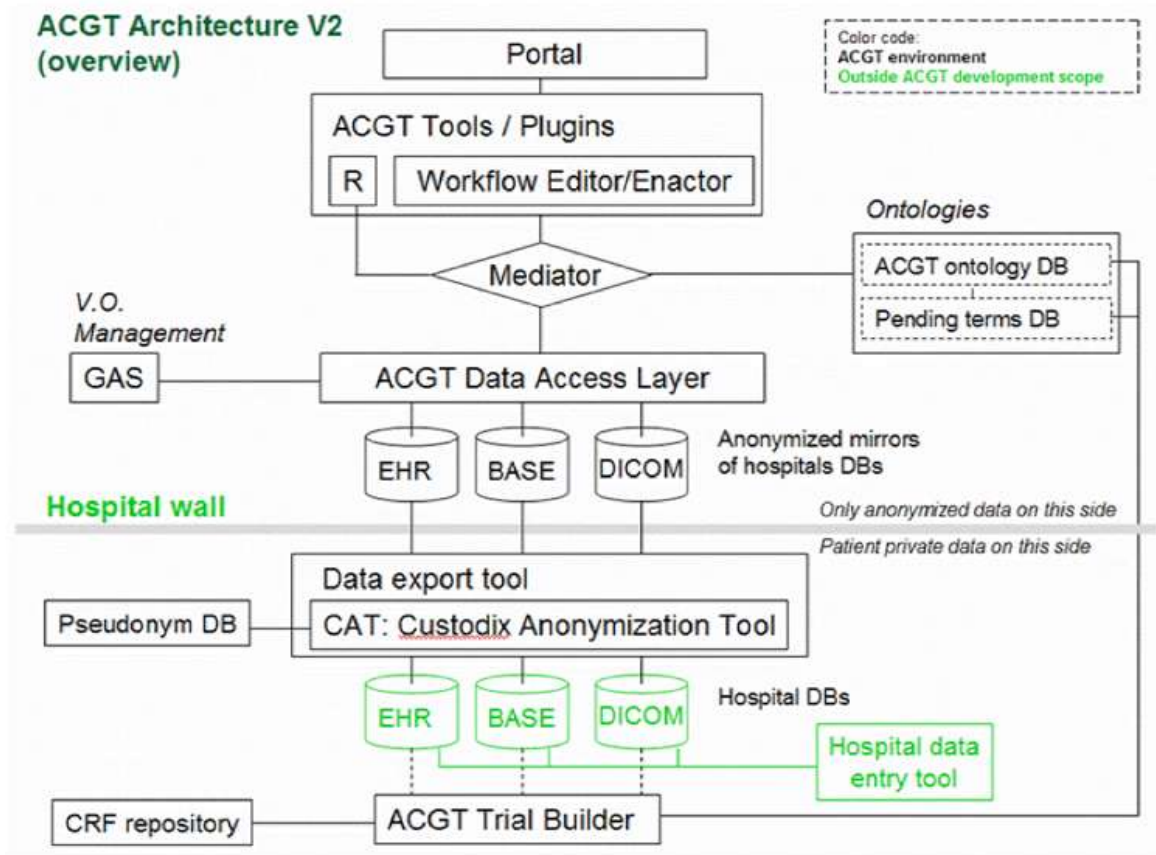 ACGT Architecture V2
(overview)
Portal
Color code:
ACGT environment
Outside ACGT development scope
ACGT Tools / Plugins
R
Workflow Editor/Enactor
Ontologies
Mediator
ACGT ontology DB
Pending terms DB
V.O.
Management
GAS
ACGT Data Access Layer
EHR
BASE
DICOM
Anonymized mirrors
of hospitals DBs
Hospital wall
Only anonymized data on this side
Patient private data on this side
Data export tool
Pseudonym DB
CAT: Custodix Anonymization Tool
EHR
BASE
DICOM
Hospital DBs
Hospital data
entry tool
CRF repository
ACGT Trial Builder